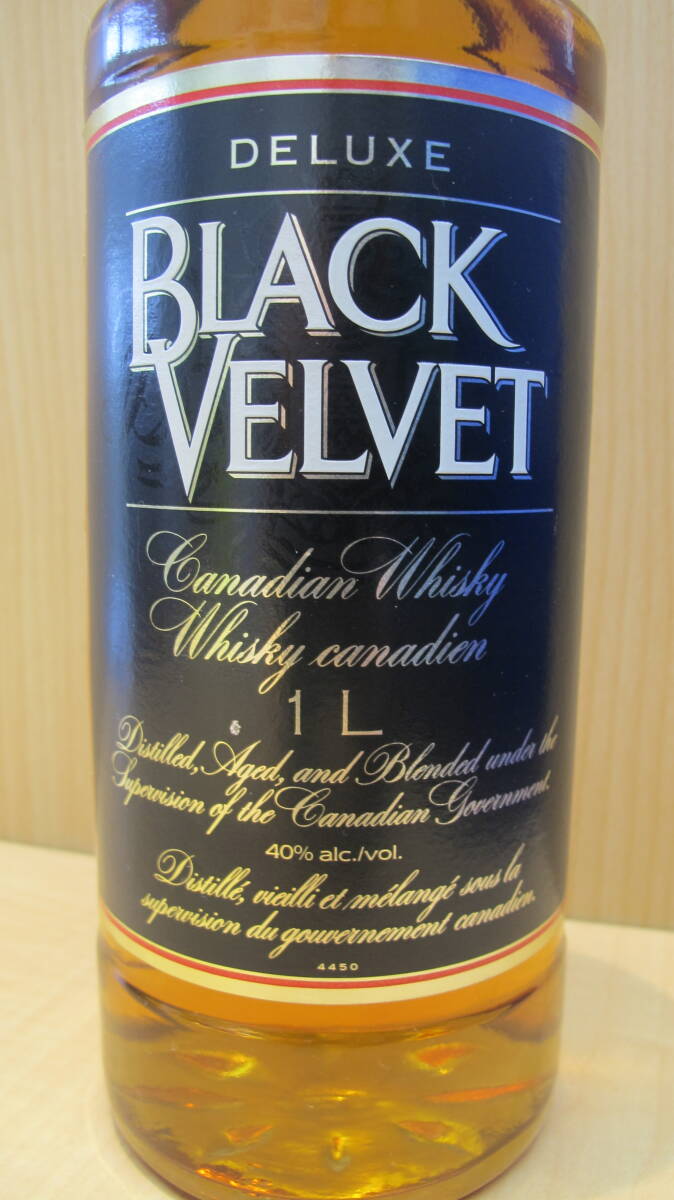 DELUXE
BLACK
VELVET
Canadian Whisky
Whisky canadien
1 L
Distilled, Aged, and Blended under the
Supervision of the Canadian Government.
40% alc./vol.
Distillé, vieilli et mélangé sous la
supervision du gouvernement canadien.
4450